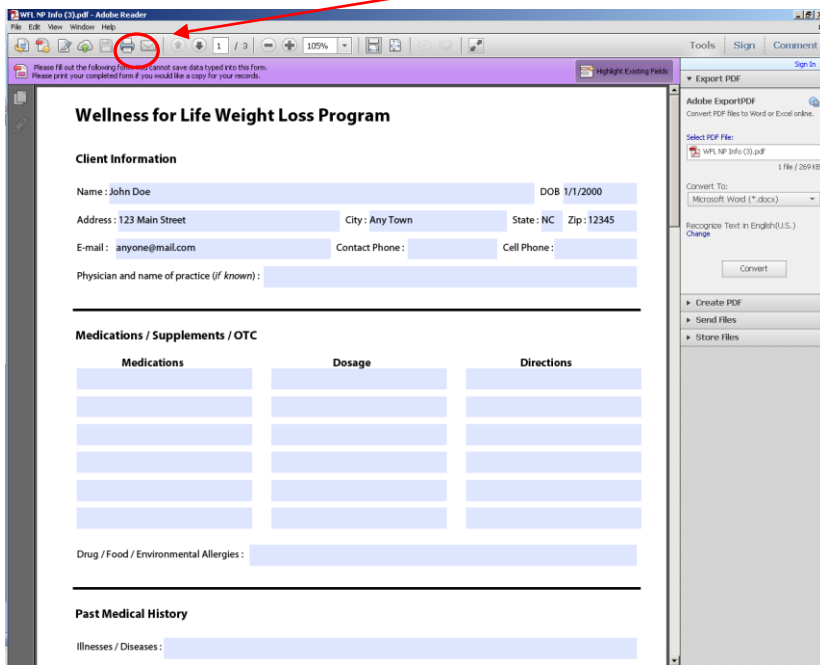 WFL NP Info (3).pdf - Adobe Reader
File Edit View Window Help
1 / 3 105% Tools Sign Comment
Please fill out the following form. You cannot save data typed into this form.
Please print your completed form if you would like a copy for your records.
Highlight Existing Fields
Sign In
Export PDF
Adobe ExportPDF
Convert PDF files to Word or Excel online.
Select PDF File:
WFL NP Info (3).pdf
1 file / 269 KB
Convert To:
Microsoft Word (*.docx)
Recognize Text in English(U.S.)
Change
Convert
Create PDF
Send Files
Store Files
Wellness for Life Weight Loss Program
Client Information
Name : John Doe DOB 1/1/2000
Address : 123 Main Street City : Any Town State : NC Zip : 12345
E-mail : anyone@mail.com Contact Phone : Cell Phone :
Physician and name of practice (if known) :
Medications / Supplements / OTC
Medications Dosage Directions
Drug / Food / Environmental Allergies :
Past Medical History
Illnesses / Diseases :